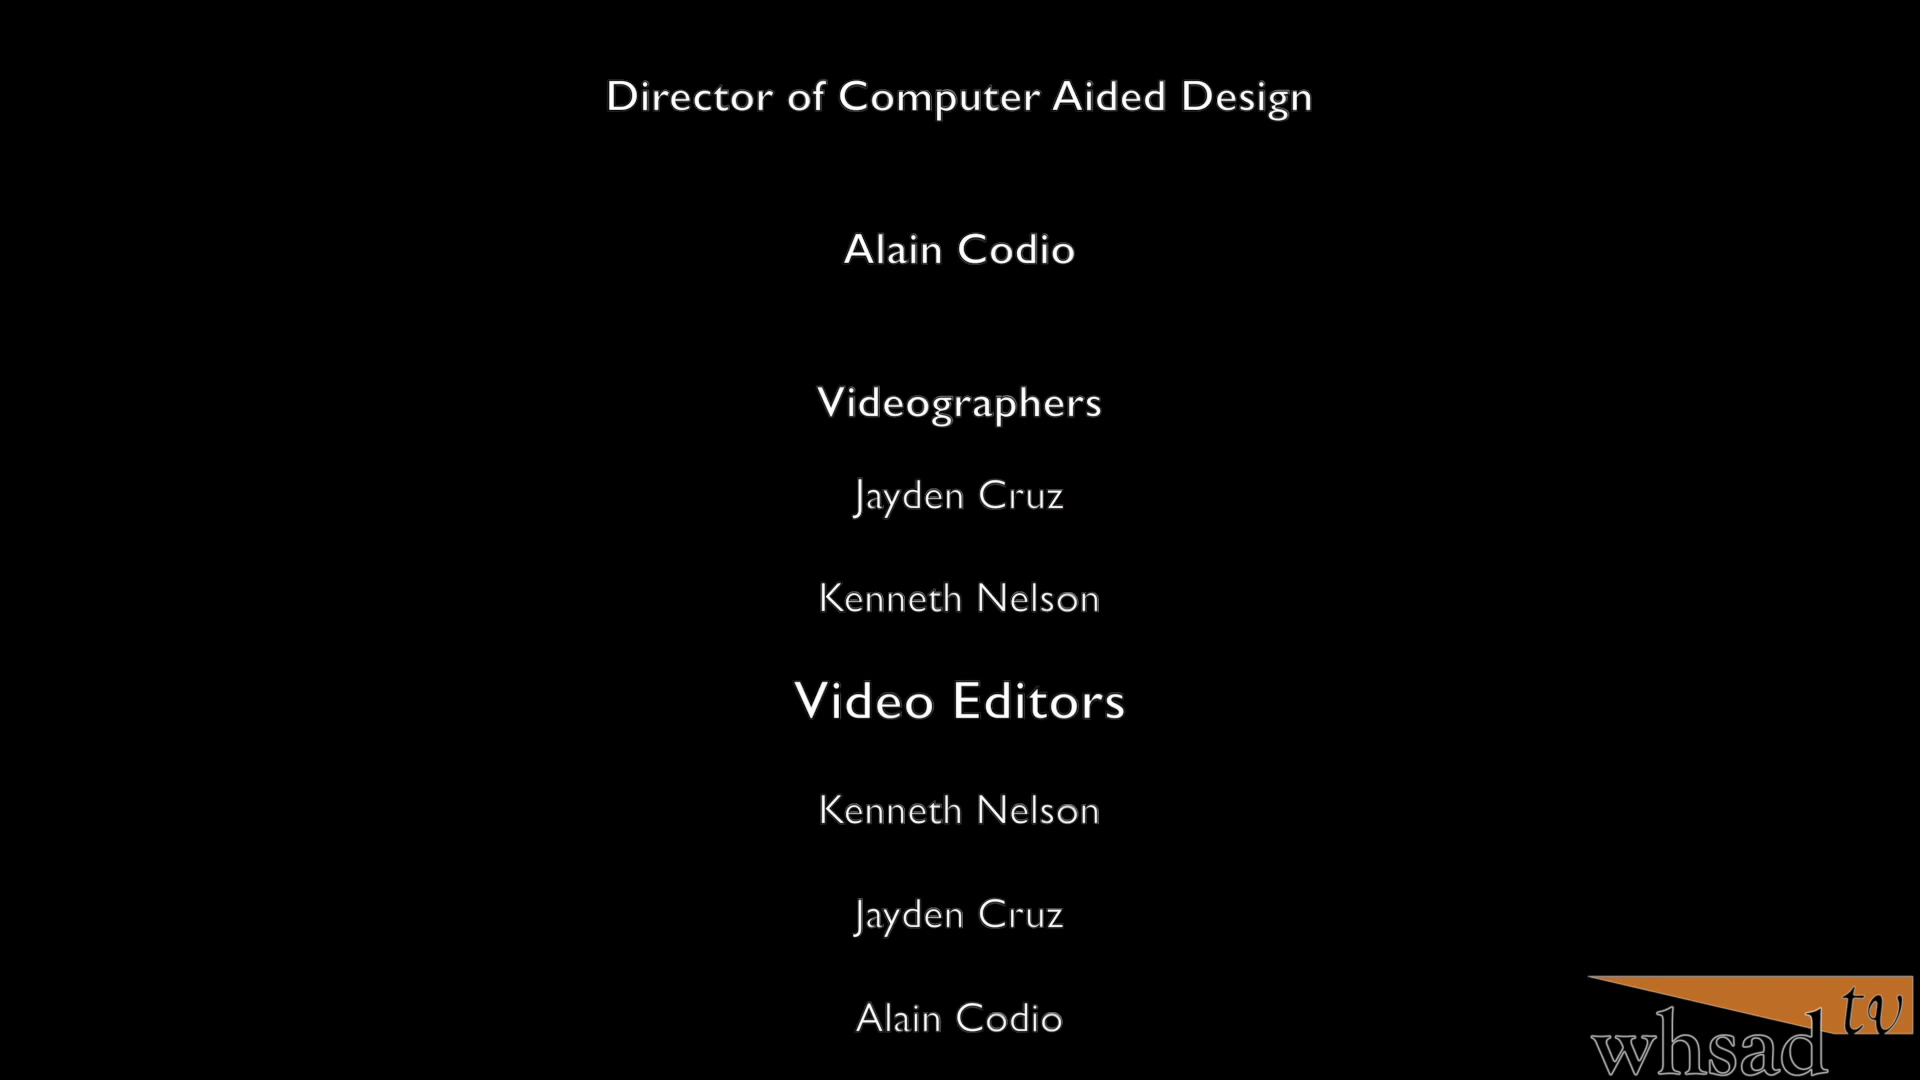 Director of Computer Aided Design
Alain Codio
Videographers
Jayden Cruz
Kenneth Nelson
Video Editors
Kenneth Nelson
Jayden Cruz
Alain Codio
whsad tv